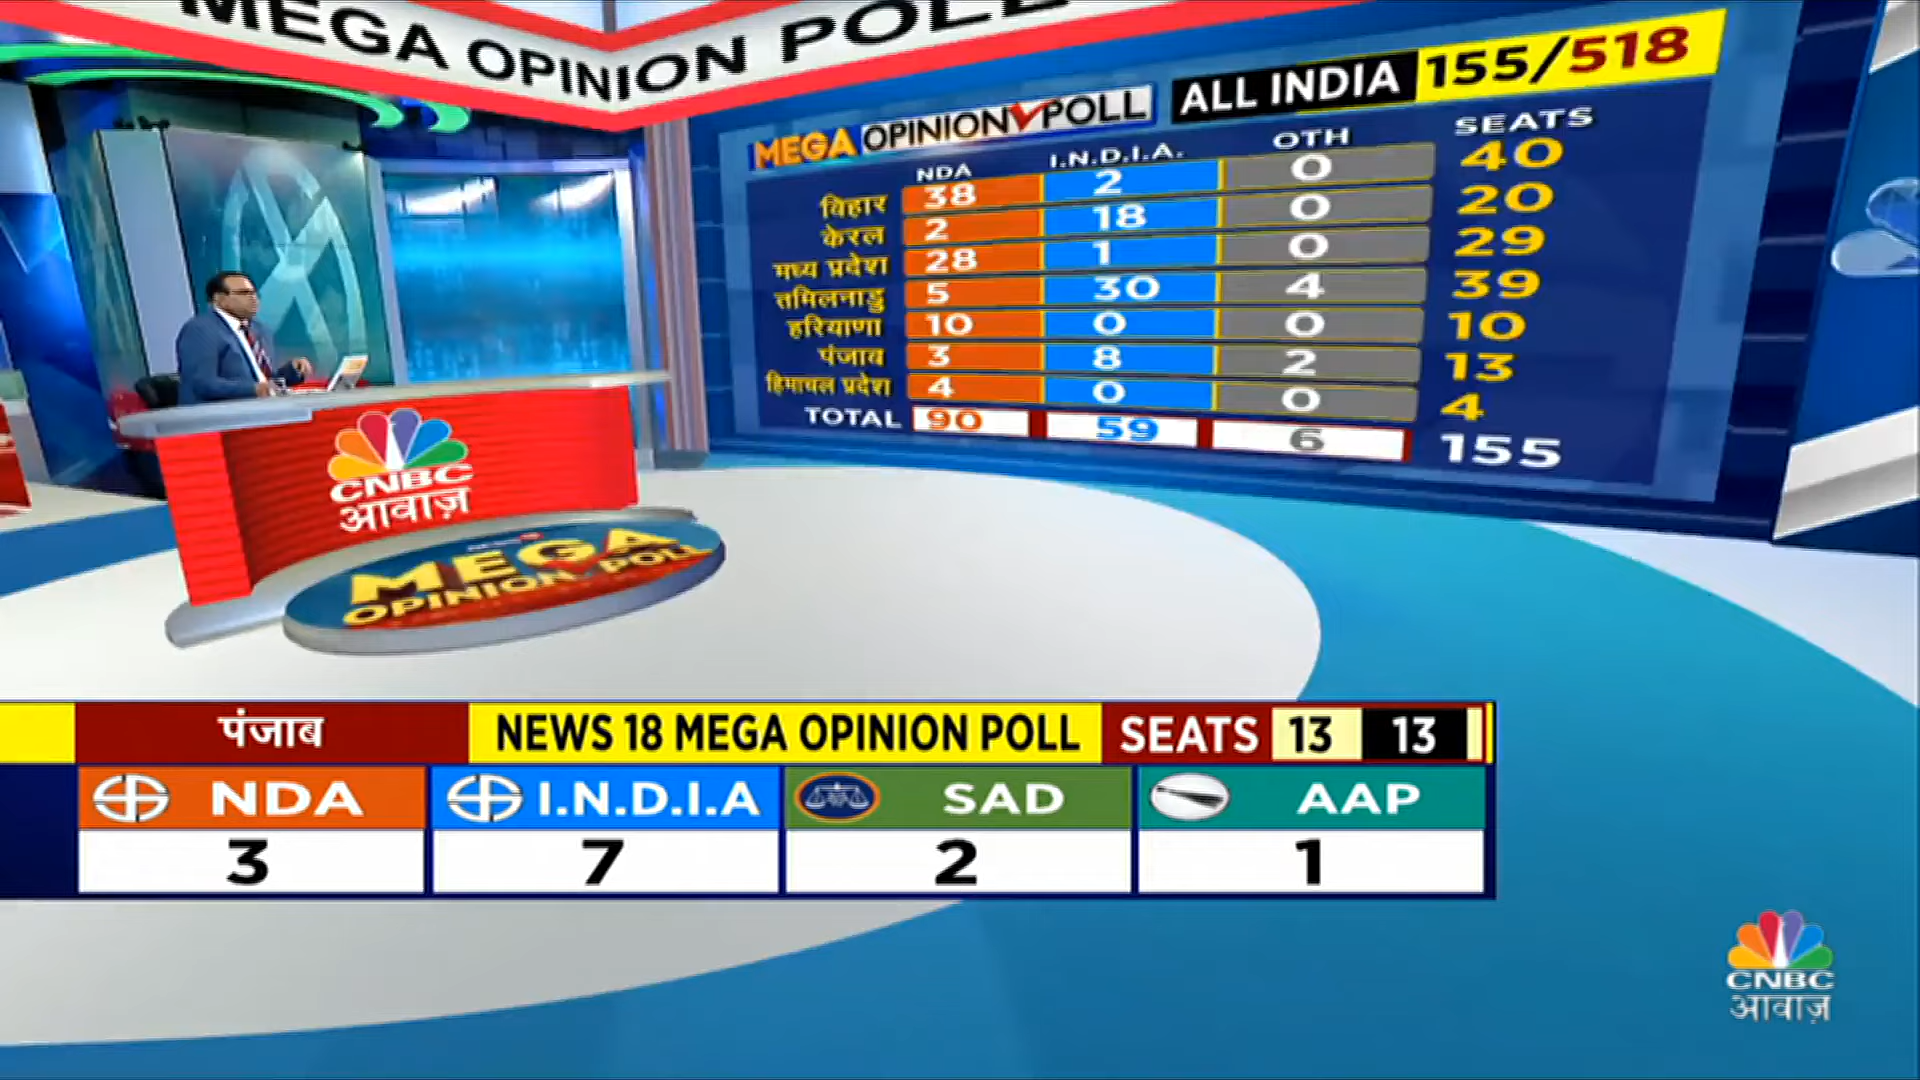 MEGA OPINION POLL
ALL INDIA 155/518
MEGA OPINION POLL
NDA I.N.D.I.A. OTH SEATS
बिहार 38 2 0 40
केरल 2 18 0 20
मध्य प्रदेश 28 1 0 29
तमिलनाडु 5 30 4 39
हरियाणा 10 0 0 10
पंजाब 3 8 2 13
हिमाचल प्रदेश 4 0 0 4
TOTAL 90 59 6 155
CNBC
आवाज़
MEGA
OPINION POLL
पंजाब NEWS 18 MEGA OPINION POLL SEATS 13 13
NDA I.N.D.I.A SAD AAP
3 7 2 1
CNBC
आवाज़